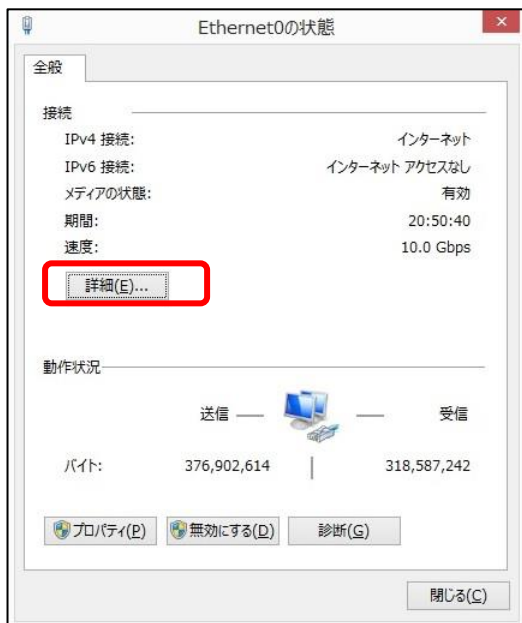 Ethernet0の状態
全般
接続
IPv4 接続: インターネット
IPv6 接続: インターネット アクセスなし
メディアの状態: 有効
期間: 20:50:40
速度: 10.0 Gbps
詳細(E)...
動作状況
送信 受信
バイト: 376,902,614 318,587,242
プロパティ(P) 無効にする(D) 診断(G)
閉じる(C)